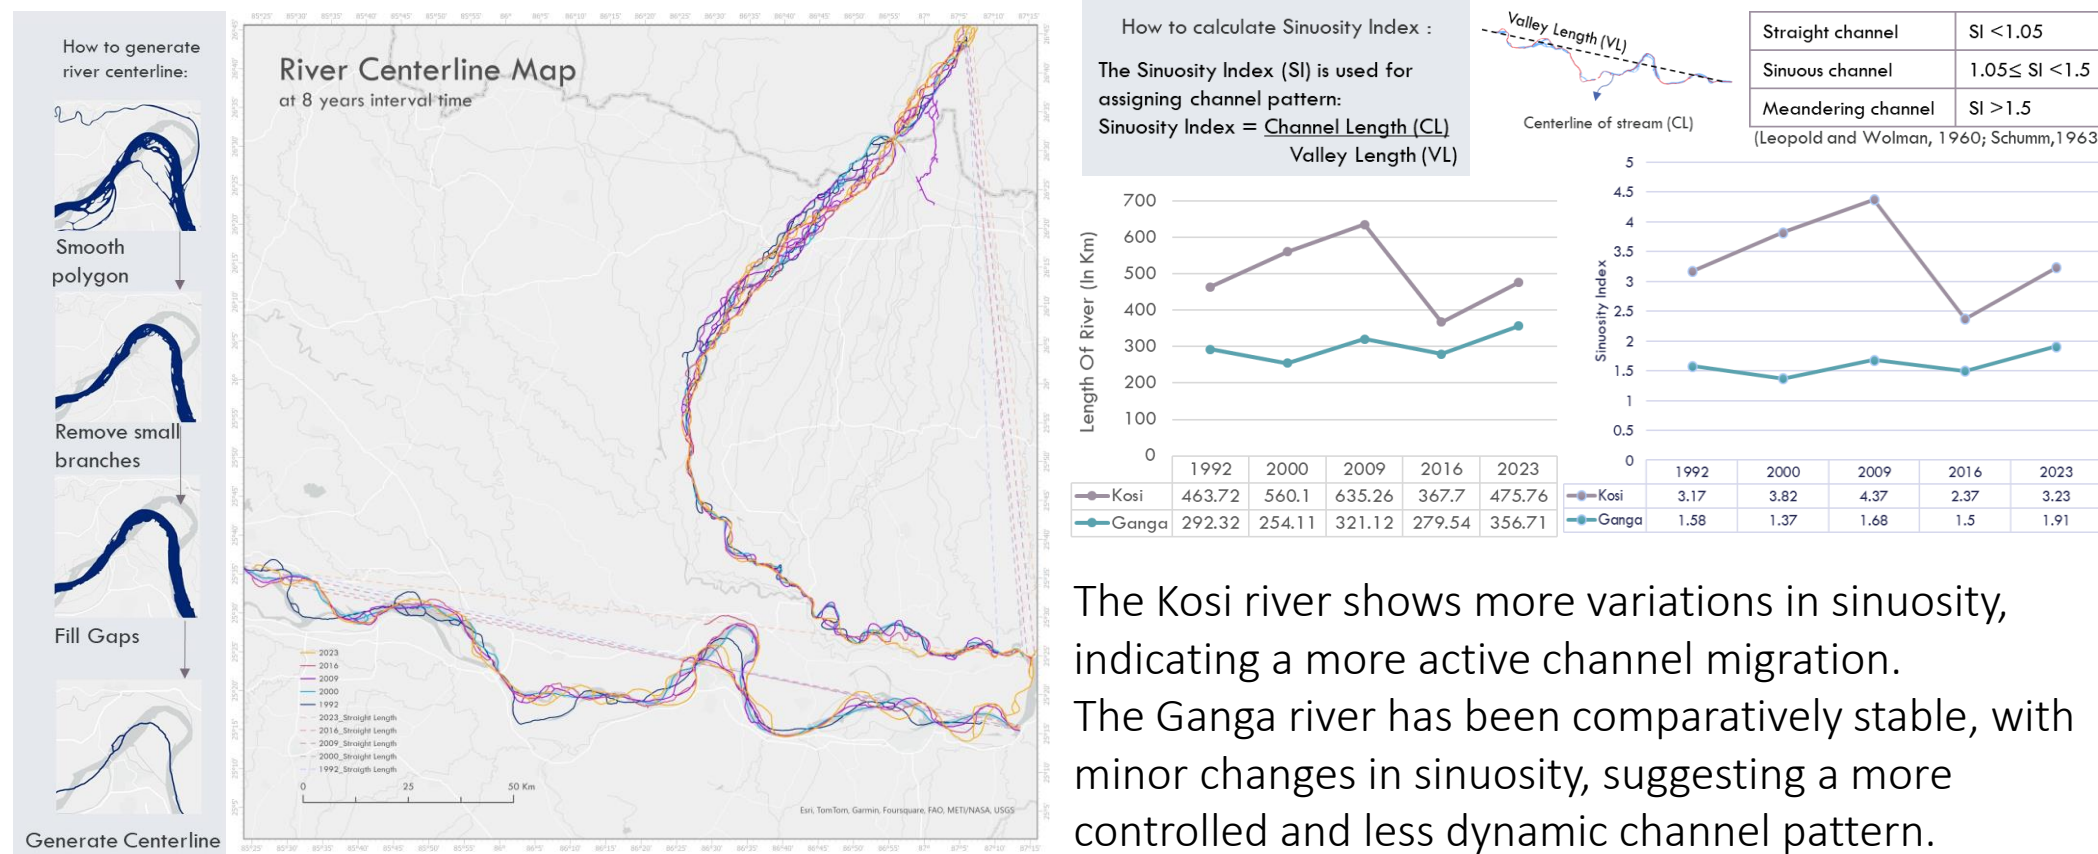 How to generate
river centerline:
Smooth
polygon
Remove small
branches
Fill Gaps
Generate Centerline
River Centerline Map
at 8 years interval time
2023
2016
2009
2000
1992
2023_Straight Length
2016_Straight Length
2009_Straight Length
2000_Straight Length
1992_Straigth Length
0 25 50 Km
Esri, TomTom, Garmin, Foursquare, FAO, METI/NASA, USGS
How to calculate Sinuosity Index :
The Sinuosity Index (SI) is used for
assigning channel pattern:
Sinuosity Index = Channel Length (CL)
Valley Length (VL)
Valley Length (VL)
Centerline of stream (CL)
Straight channel SI <1.05
Sinuous channel 1.05≤ SI <1.5
Meandering channel SI >1.5
(Leopold and Wolman, 1960; Schumm,1963
Length Of River (In Km)
700
600
500
400
300
200
100
0
1992 2000 2009 2016 2023
Kosi 463.72 560.1 635.26 367.7 475.76
Ganga 292.32 254.11 321.12 279.54 356.71
Sinuosity Index
5
4.5
4
3.5
3
2.5
2
1.5
1
0.5
0
1992 2000 2009 2016 2023
Kosi 3.17 3.82 4.37 2.37 3.23
Ganga 1.58 1.37 1.68 1.5 1.91
The Kosi river shows more variations in sinuosity,
indicating a more active channel migration.
The Ganga river has been comparatively stable, with
minor changes in sinuosity, suggesting a more
controlled and less dynamic channel pattern.